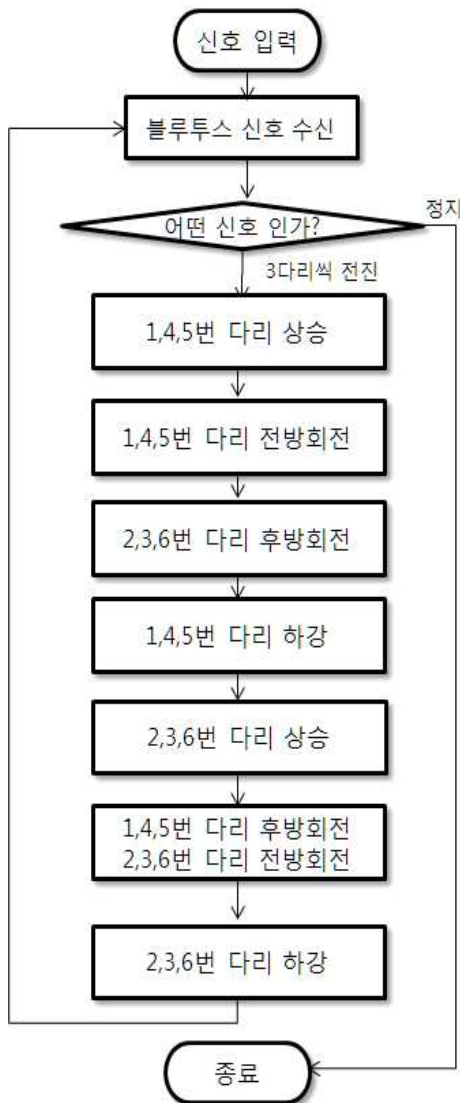 신호 입력
블루투스 신호 수신
어떤 신호 인가?
정지
3다리씩 전진
1,4,5번 다리 상승
1,4,5번 다리 전방회전
2,3,6번 다리 후방회전
1,4,5번 다리 하강
2,3,6번 다리 상승
1,4,5번 다리 후방회전
2,3,6번 다리 전방회전
2,3,6번 다리 하강
종료